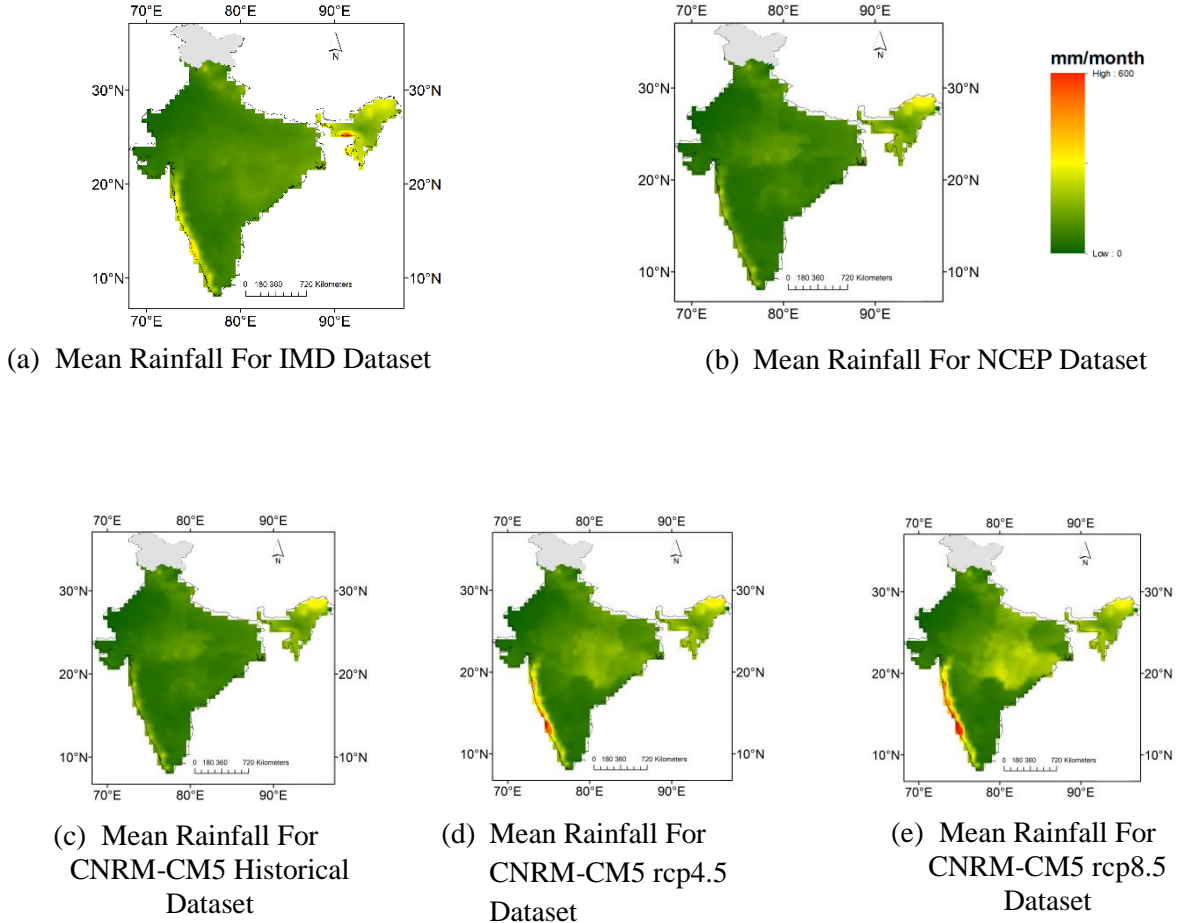 70°E 80°E 90°E
N
30°N 30°N
20°N 20°N
10°N 10°N
0 180 360 720 Kilometers
70°E 80°E 90°E
(a) Mean Rainfall For IMD Dataset
70°E 80°E 90°E
N
30°N 30°N
20°N 20°N
10°N 10°N
0 180 360 720 Kilometers
70°E 80°E 90°E
(b) Mean Rainfall For NCEP Dataset
mm/month
High : 600
Low : 0
70°E 80°E 90°E
N
30°N 30°N
20°N 20°N
10°N 10°N
0 180 360 720 Kilometers
70°E 80°E 90°E
(c) Mean Rainfall For
CNRM-CM5 Historical
Dataset
70°E 80°E 90°E
N
30°N 30°N
20°N 20°N
10°N 10°N
0 180 360 720 Kilometers
70°E 80°E 90°E
(d) Mean Rainfall For
CNRM-CM5 rcp4.5
Dataset
70°E 80°E 90°E
N
30°N 30°N
20°N 20°N
10°N 10°N
0 180 360 720 Kilometers
70°E 80°E 90°E
(e) Mean Rainfall For
CNRM-CM5 rcp8.5
Dataset